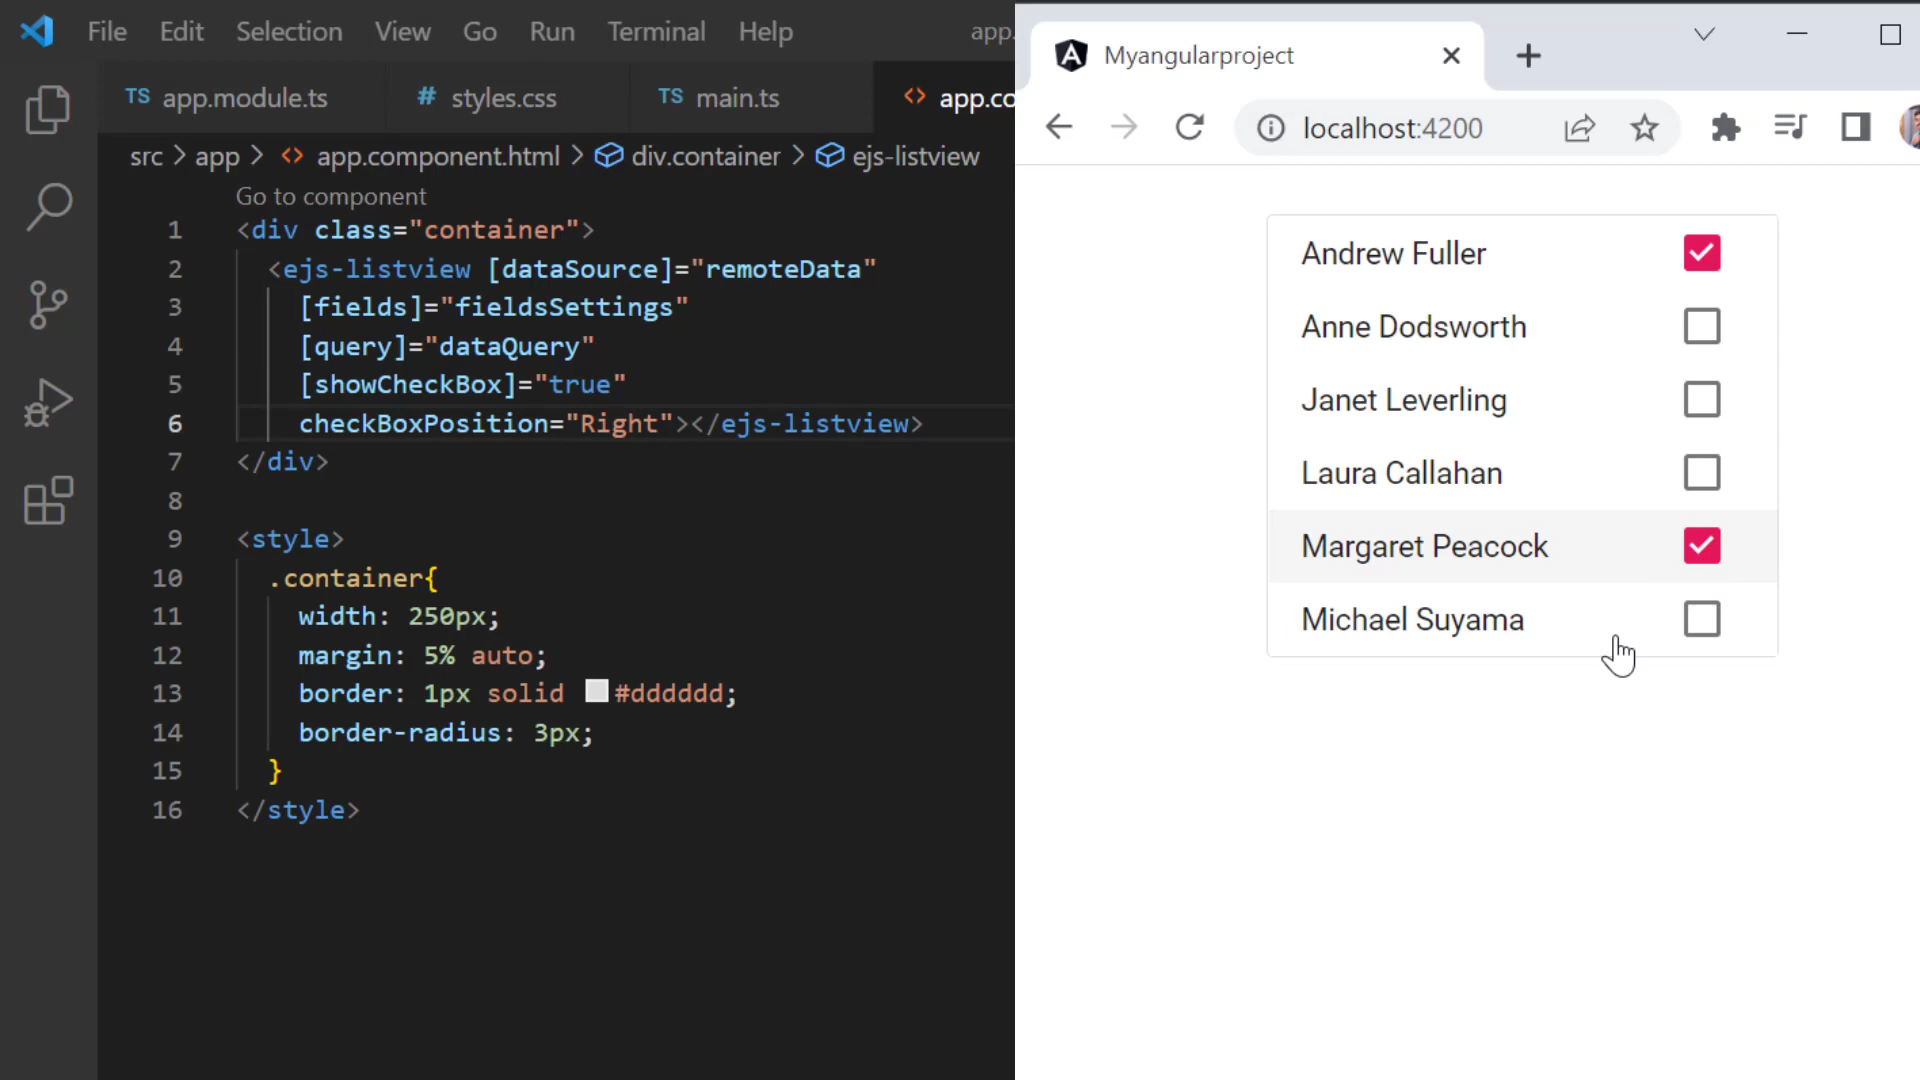 File Edit Selection View Go Run Terminal Help app.
TS app.module.ts # styles.css TS main.ts <> app.co
src > app > <> app.component.html > div.container > ejs-listview
Go to component
1 <div class="container">
2 <ejs-listview [dataSource]="remoteData"
3 [fields]="fieldsSettings"
4 [query]="dataQuery"
5 [showCheckBox]="true"
6 checkBoxPosition="Right"></ejs-listview>
7 </div>
8
9 <style>
10 .container{
11 width: 250px;
12 margin: 5% auto;
13 border: 1px solid #dddddd;
14 border-radius: 3px;
15 }
16 </style>
Myangularproject
localhost:4200
Andrew Fuller
Anne Dodsworth
Janet Leverling
Laura Callahan
Margaret Peacock
Michael Suyama